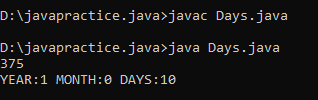 D:\javapractice.java>javac Days.java
D:\javapractice.java>java Days.java
375
YEAR:1 MONTH:0 DAYS:10